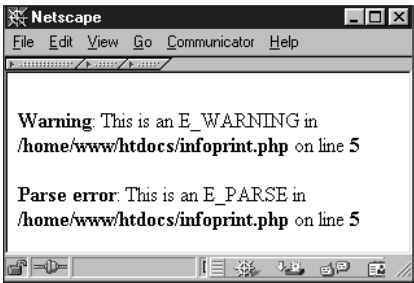 Netscape
File Edit View Go Communicator Help
Warning: This is an E_WARNING in
/home/www/htdocs/infoprint.php on line 5
Parse error: This is an E_PARSE in
/home/www/htdocs/infoprint.php on line 5